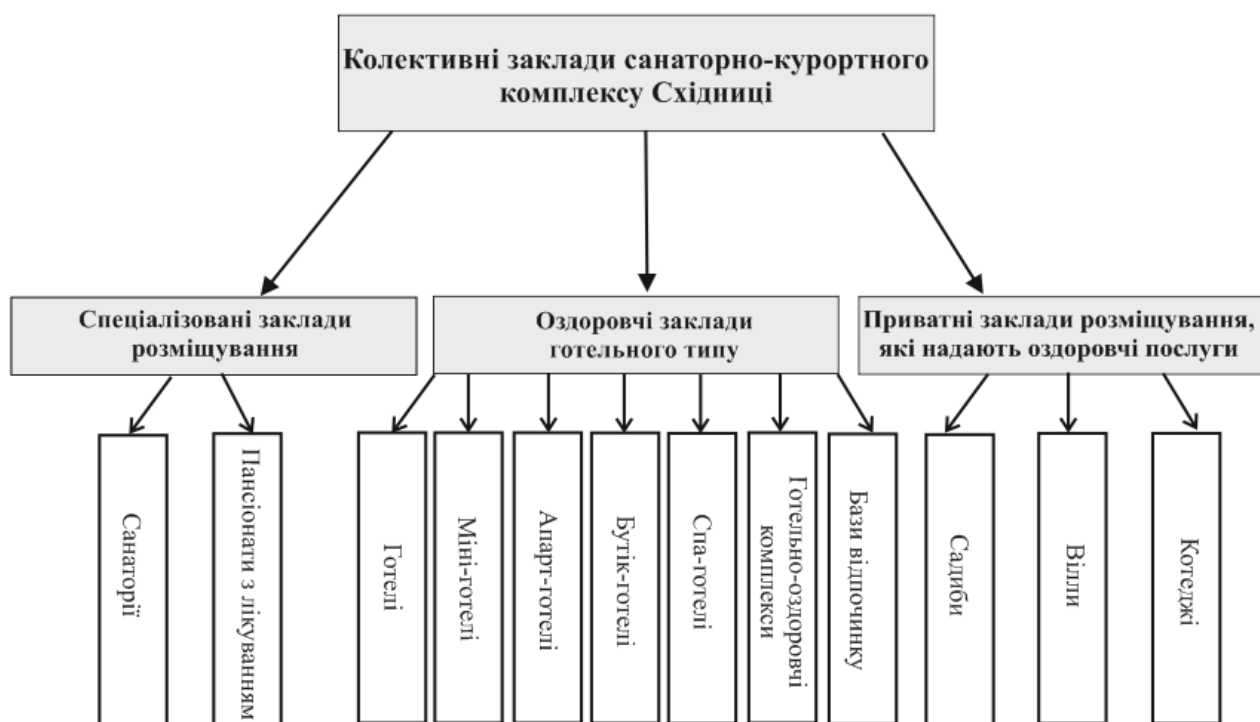 Колективні заклади санаторно-курортного
комплексу Східниці
Спеціалізовані заклади
розміщування
Оздоровчі заклади
готельного типу
Приватні заклади розміщування,
які надають оздоровчі послуги
Санаторії
Пансіонати з лікуванням
Готелі
Міні-готелі
Апарт-готелі
Бутік-готелі
Спа-готелі
Готельно-оздоровчі
комплекси
Бази відпочинку
Садиби
Вілли
Котеджі